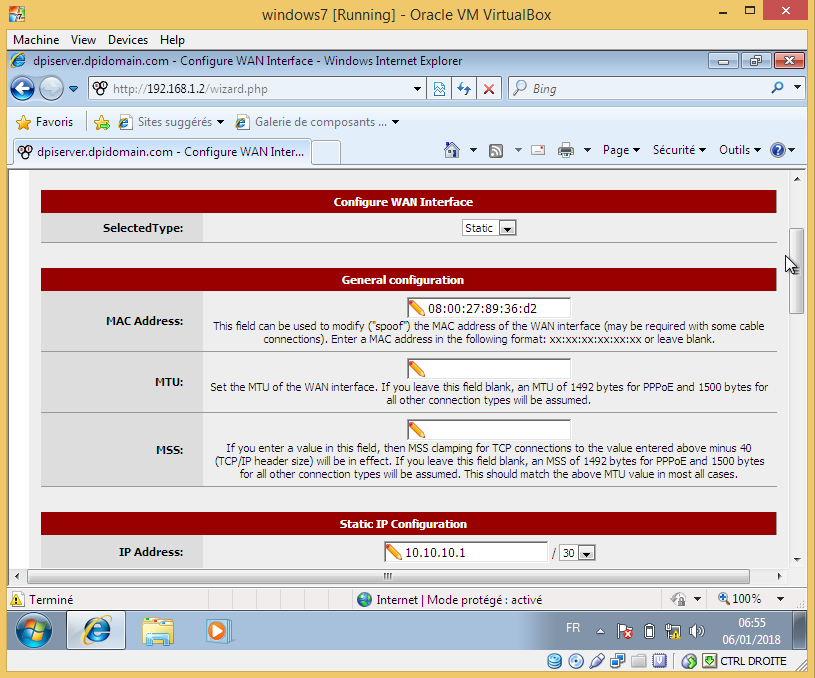 windows7 [Running] - Oracle VM VirtualBox
Machine View Devices Help
dpiserver.dpidomain.com - Configure WAN Interface - Windows Internet Explorer
http://192.168.1.2/wizard.php
Bing
Favoris
Sites suggérés
Galerie de composants ...
dpiserver.dpidomain.com - Configure WAN Inter...
Page Sécurité Outils
Configure WAN Interface
SelectedType:
Static
General configuration
MAC Address:
08:00:27:89:36:d2
This field can be used to modify ("spoof") the MAC address of the WAN interface (may be required with some cable
connections). Enter a MAC address in the following format: xx:xx:xx:xx:xx:xx or leave blank.
MTU:
Set the MTU of the WAN interface. If you leave this field blank, an MTU of 1492 bytes for PPPoE and 1500 bytes for
all other connection types will be assumed.
MSS:
If you enter a value in this field, then MSS clamping for TCP connections to the value entered above minus 40
(TCP/IP header size) will be in effect. If you leave this field blank, an MSS of 1492 bytes for PPPoE and 1500 bytes
for all other connection types will be assumed. This should match the above MTU value in most all cases.
Static IP Configuration
IP Address:
10.10.10.1 / 30
Terminé
Internet | Mode protégé : activé
100%
FR
06:55
06/01/2018
CTRL DROITE